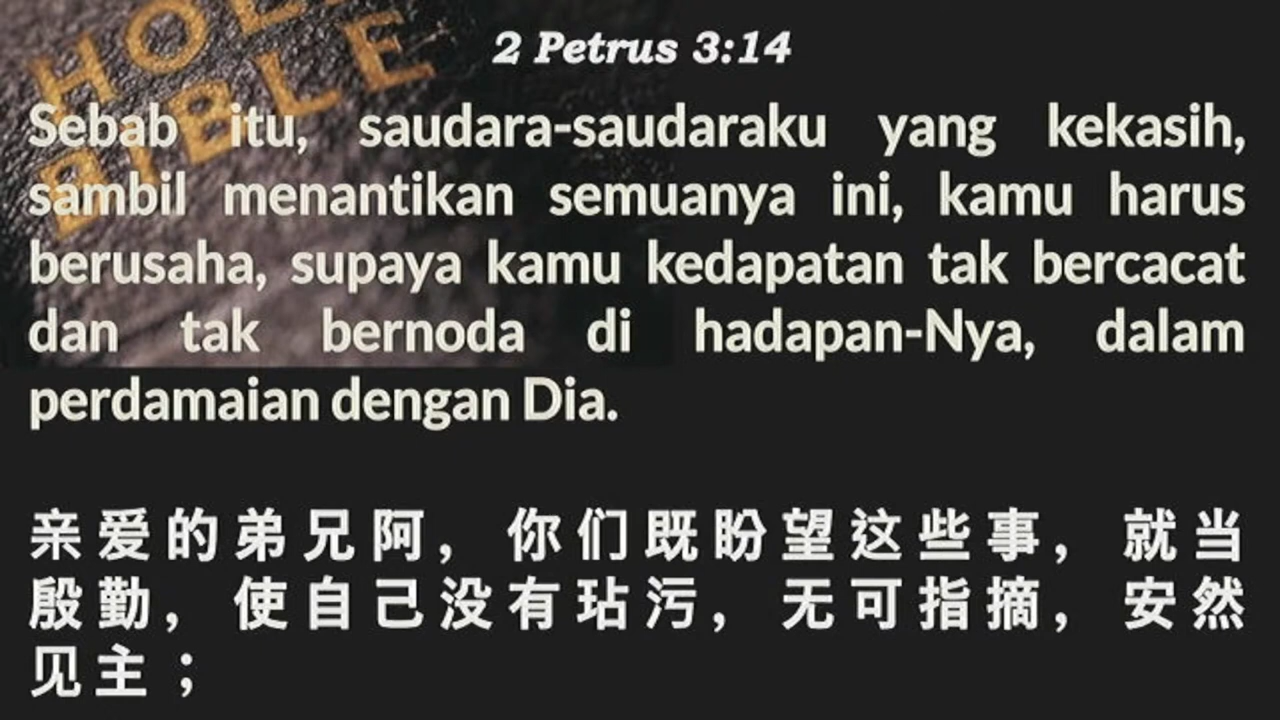 HOLY
BIBLE
2 Petrus 3:14
Sebab itu, saudara-saudaraku yang kekasih,
sambil menantikan semuanya ini, kamu harus
berusaha, supaya kamu kedapatan tak bercacat
dan tak bernoda di hadapan-Nya, dalam
perdamaian dengan Dia.
亲爱的弟兄阿，你们既盼望这些事，就当
殷勤，使自己没有玷污，无可指摘，安然
见主；